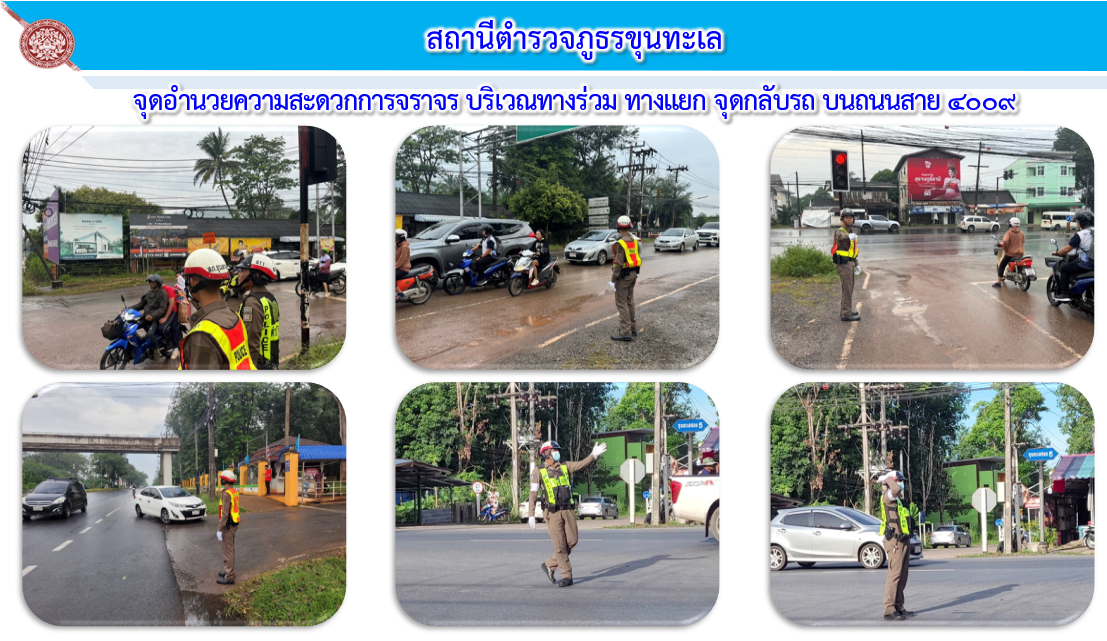 สถานีตำรวจภูธรขุนทะเล
จุดอำนวยความสะดวกการจราจร บริเวณทางร่วม ทางแยก จุดกลับรถ บนถนนสาย ๔๐๐๙
POLICE
POLICE